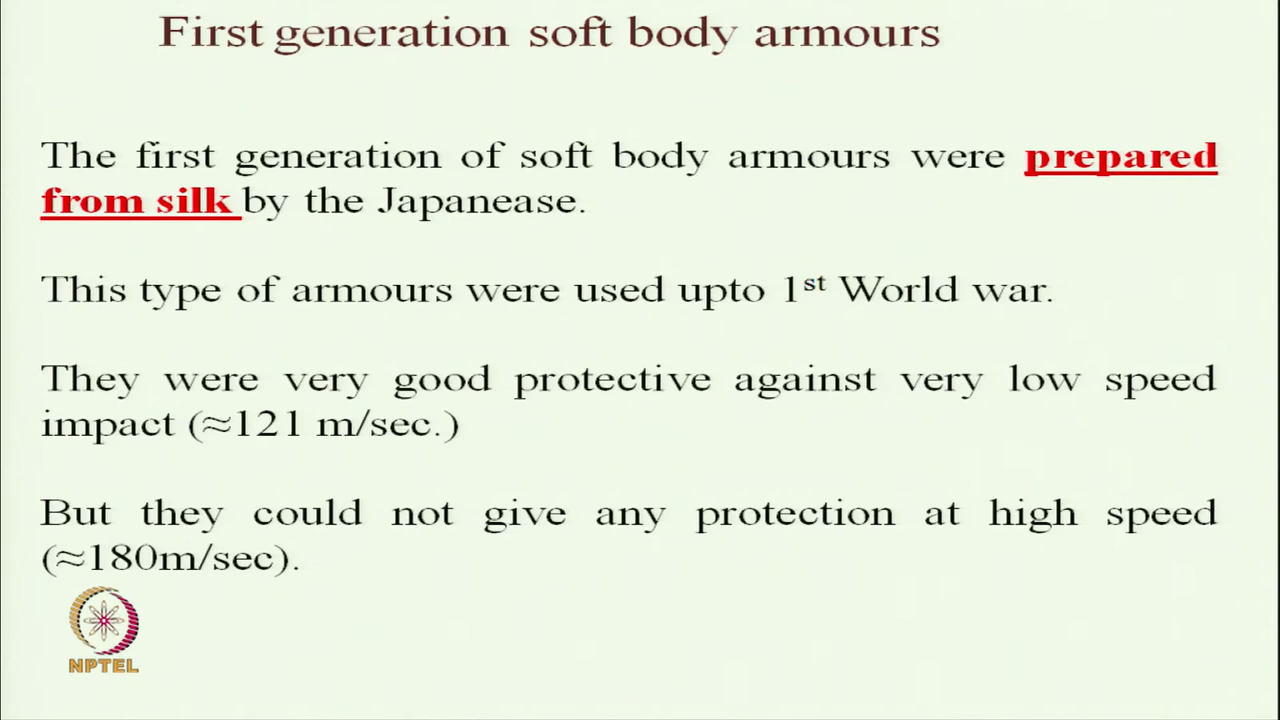 First generation soft body armours
The first generation of soft body armours were prepared
from silk by the Japanease.
This type of armours were used upto 1st World war.
They were very good protective against very low speed
impact (≈121 m/sec.)
But they could not give any protection at high speed
(≈180m/sec).
NPTEL